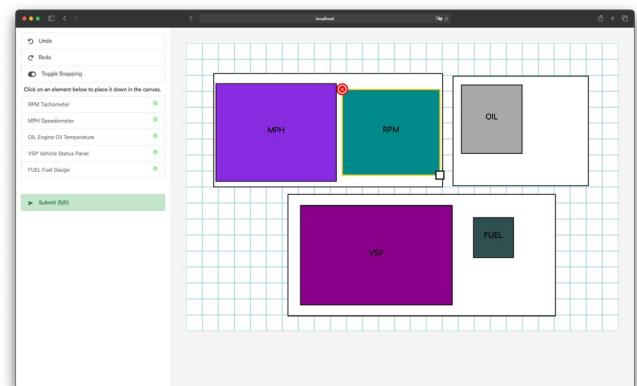 localhost
Undo
Redo
Toggle Snapping
Click on an element below to place it down in the canvas.
RPM Tachometer
MPH Speedometer
OIL Engine Oil Temperature
VSP Vehicle Status Panel
FUEL Fuel Gauge
Submit (5/5)
MPH
RPM
OIL
VSP
FUEL